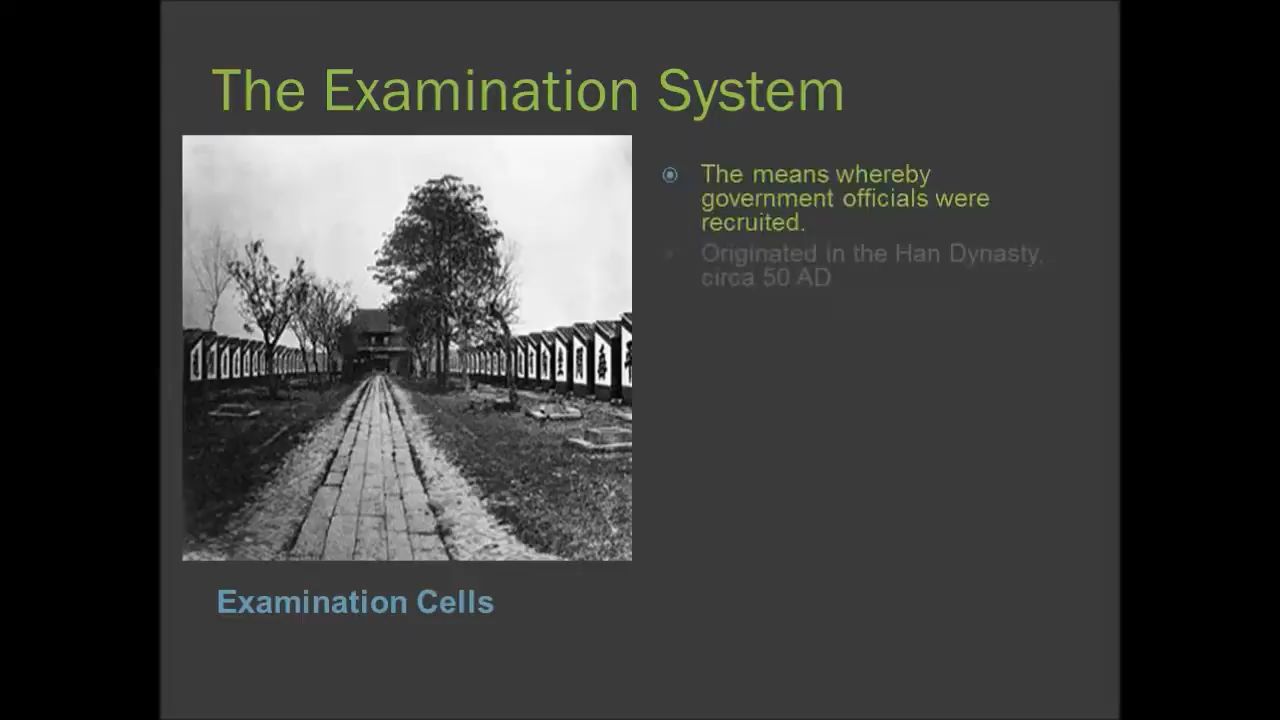 The Examination System
The means whereby
government officials were
recruited.
Originated in the Han Dynasty,
circa 50 AD
Examination Cells